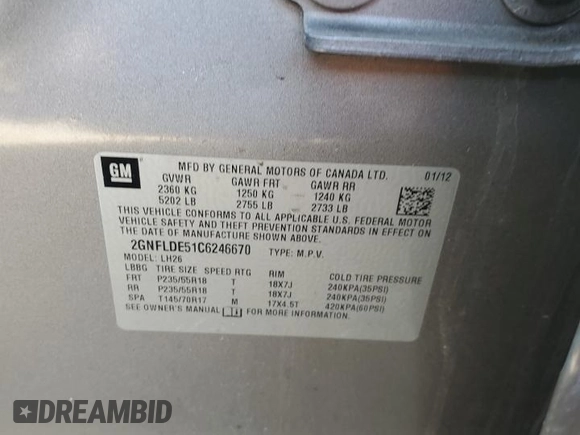 GM
MFD BY GENERAL MOTORS OF CANADA LTD. 01/12
GVWR GAWR FRT GAWR RR
2360 KG 1250 KG 1240 KG
5202 LB 2755 LB 2733 LB
THIS VEHICLE CONFORMS TO ALL APPLICABLE U.S. FEDERAL MOTOR
VEHICLE SAFETY AND THEFT PREVENTION STANDARDS IN EFFECT ON
THE DATE OF MANUFACTURE SHOWN ABOVE.
2GNFLDE51C6246670 TYPE: M.P.V.
MODEL: LH26
LBBG TIRE SIZE SPEED RTG RIM COLD TIRE PRESSURE
FRT P235/55R18 T 18X7J 240KPA(35PSI)
RR P235/55R18 T 18X7J 240KPA(35PSI)
SPA T145/70R17 M 17X4.5T 420KPA(60PSI)
SEE OWNER'S MANUAL FOR MORE INFORMATION.
DREAMBID